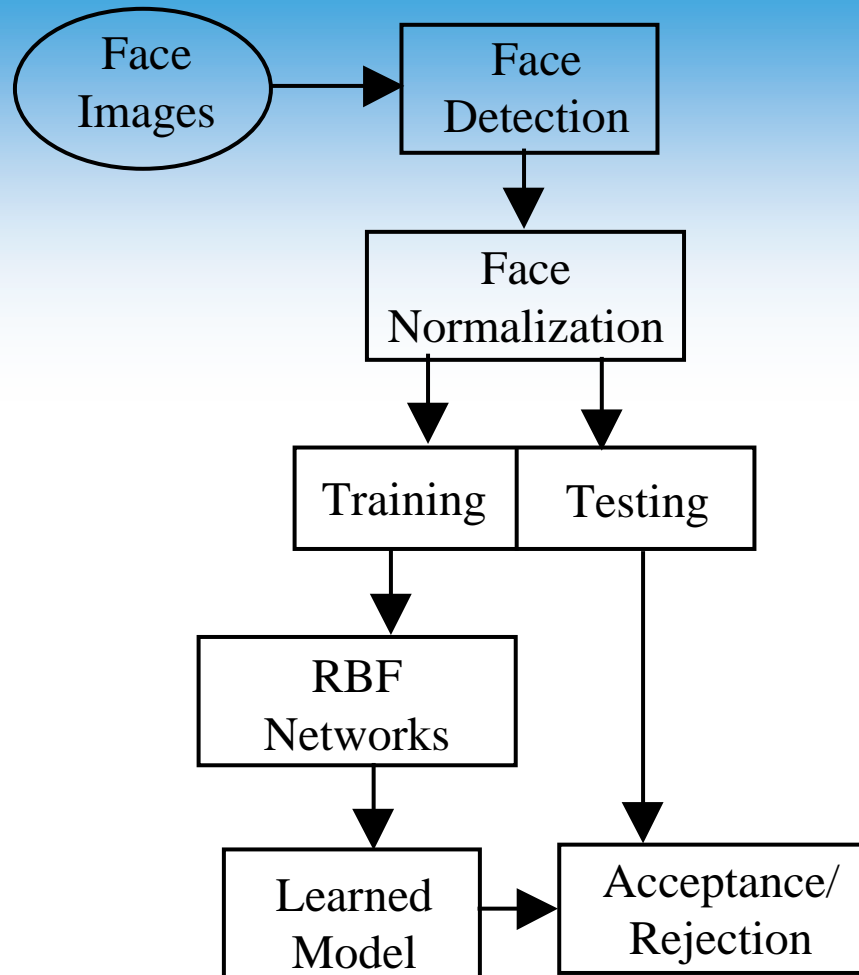 Face
Images
Face
Detection
Face
Normalization
Training
Testing
RBF
Networks
Learned
Model
Acceptance/
Rejection